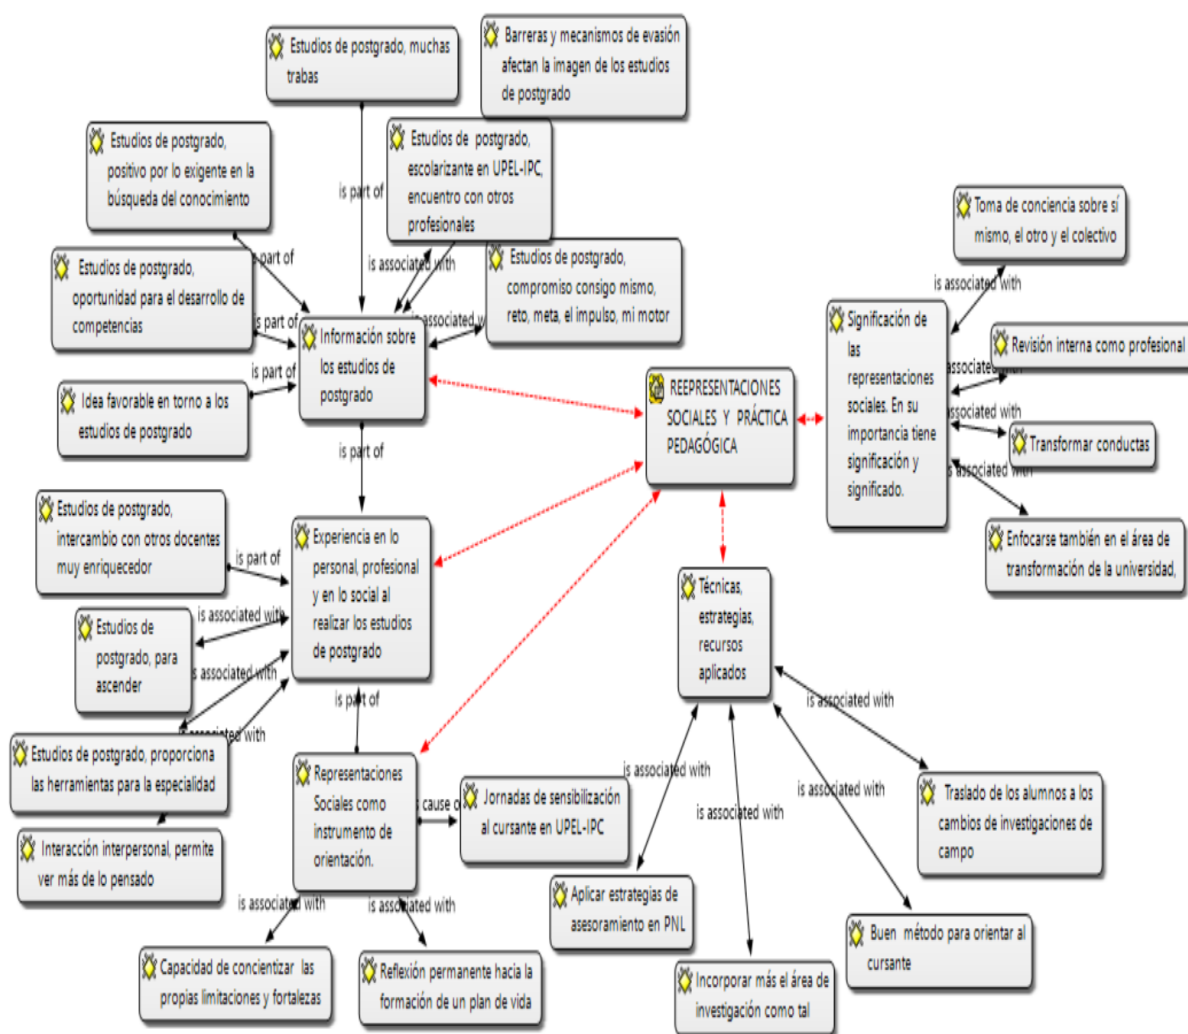 Estudios de postgrado, muchas
trabas
Barreras y mecanismos de evasión
afectan la imagen de los estudios
de postgrado
Estudios de postgrado,
positivo por lo exigente en la
búsqueda del conocimiento
is part of
Estudios de postgrado,
escolarizante en UPEL-IPC,
encuentro con otros
profesionales
Toma de conciencia sobre sí
mismo, el otro y el colectivo
is part of
is associated with
is associated with
Estudios de postgrado,
oportunidad para el desarrollo de
competencias
Estudios de postgrado,
compromiso consigo mismo,
reto, meta, el impulso, mi motor
is part of
associated
Información sobre
los estudios de
postgrado
Significación de
las
representaciones
sociales. En su
importancia tiene
significación y
significado.
Revisión interna como profesional
associated with
is part of
Idea favorable en torno a los
estudios de postgrado
REEPRESENTACIONES
SOCIALES Y PRÁCTICA
PEDAGÓGICA
associated with
Transformar conductas
is part of
is associated with
Estudios de postgrado,
intercambio con otros docentes
muy enriquecedor
is part of
Experiencia en lo
personal, profesional
y en lo social al
realizar los estudios
de postgrado
Enfocarse también en el área de
transformación de la universidad,
Técnicas,
estrategias,
recursos
aplicados
is associated with
Estudios de
postgrado, para
ascender
is associated with
is part of
is associated with
associated with
Estudios de postgrado, proporciona
las herramientas para la especialidad
Representaciones
Sociales como
instrumento de
orientación.
cause
Jornadas de sensibilización
al cursante en UPEL-IPC
is associated with
is associated with
is associated with
Traslado de los alumnos a los
cambios de investigaciones de
campo
Interacción interpersonal, permite
ver más de lo pensado
is associated with
is associated with
Aplicar estrategias de
asesoramiento en PNL
Buen método para orientar al
cursante
Capacidad de concientizar las
propias limitaciones y fortalezas
Reflexión permanente hacia la
formación de un plan de vida
Incorporar más el área de
investigación como tal